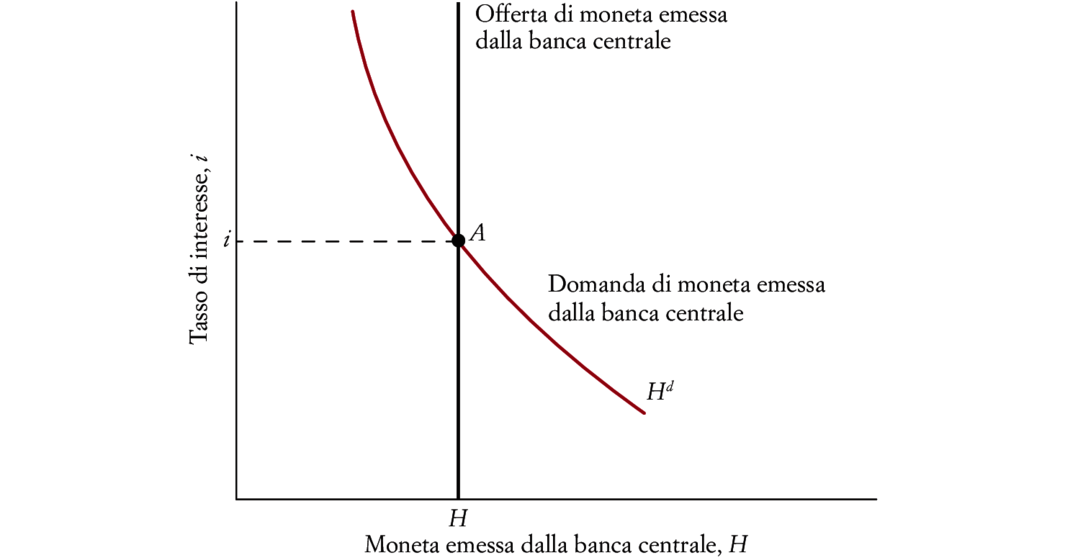 Offerta di moneta emessa
dalla banca centrale
Tasso di interesse, i
i
A
Domanda di moneta emessa
dalla banca centrale
Hᵈ
H
Moneta emessa dalla banca centrale, H